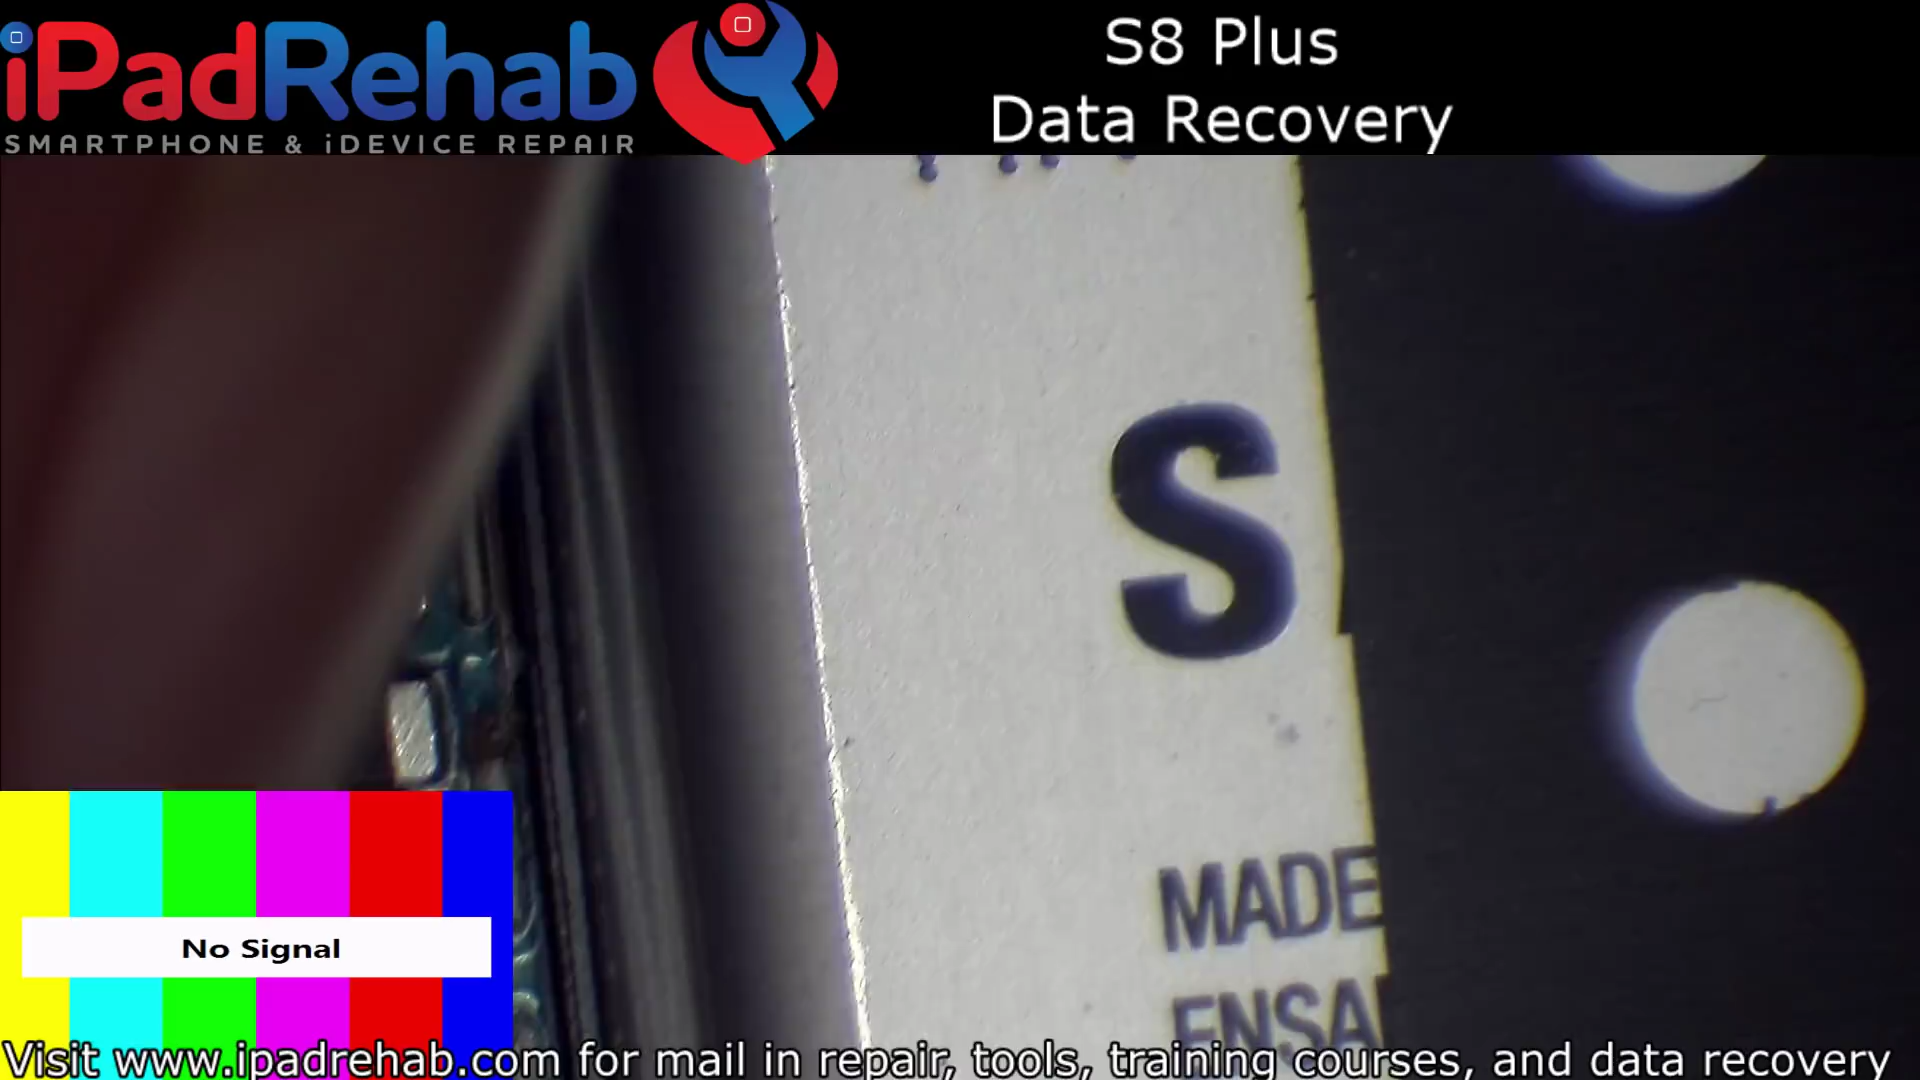 iPadRehab
SMARTPHONE & iDEVICE REPAIR
S8 Plus
Data Recovery
S
MADE
ENSA
No Signal
Visit www.ipadrehab.com for mail in repair, tools, training courses, and data recovery